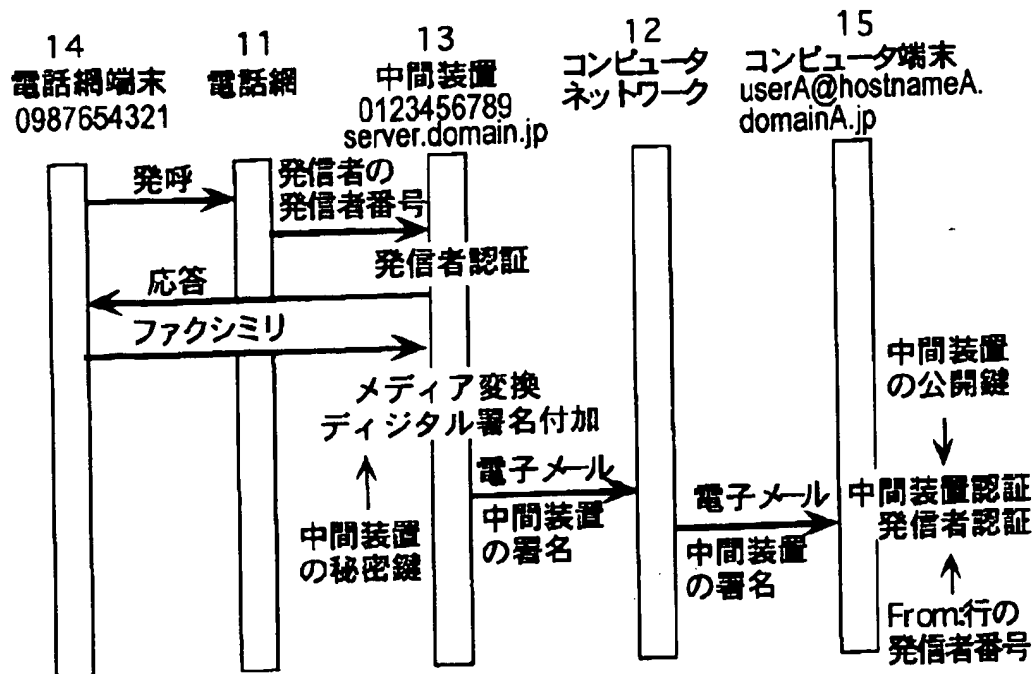 14
電話網端末
0987654321
11
電話網
13
中間装置
0123456789
server.domain.jp
12
コンピュータ
ネットワーク
15
コンピュータ端末
userA@hostnameA.
domainA.jp
発呼
発信者の
発信者番号
発信者認証
応答
ファクシミリ
メディア変換
ディジタル署名付加
中間装置
の秘密鍵
電子メール
中間装置
の署名
電子メール
中間装置
の署名
中間装置
の公開鍵
中間装置認証
発信者認証
From:行の
発信者番号